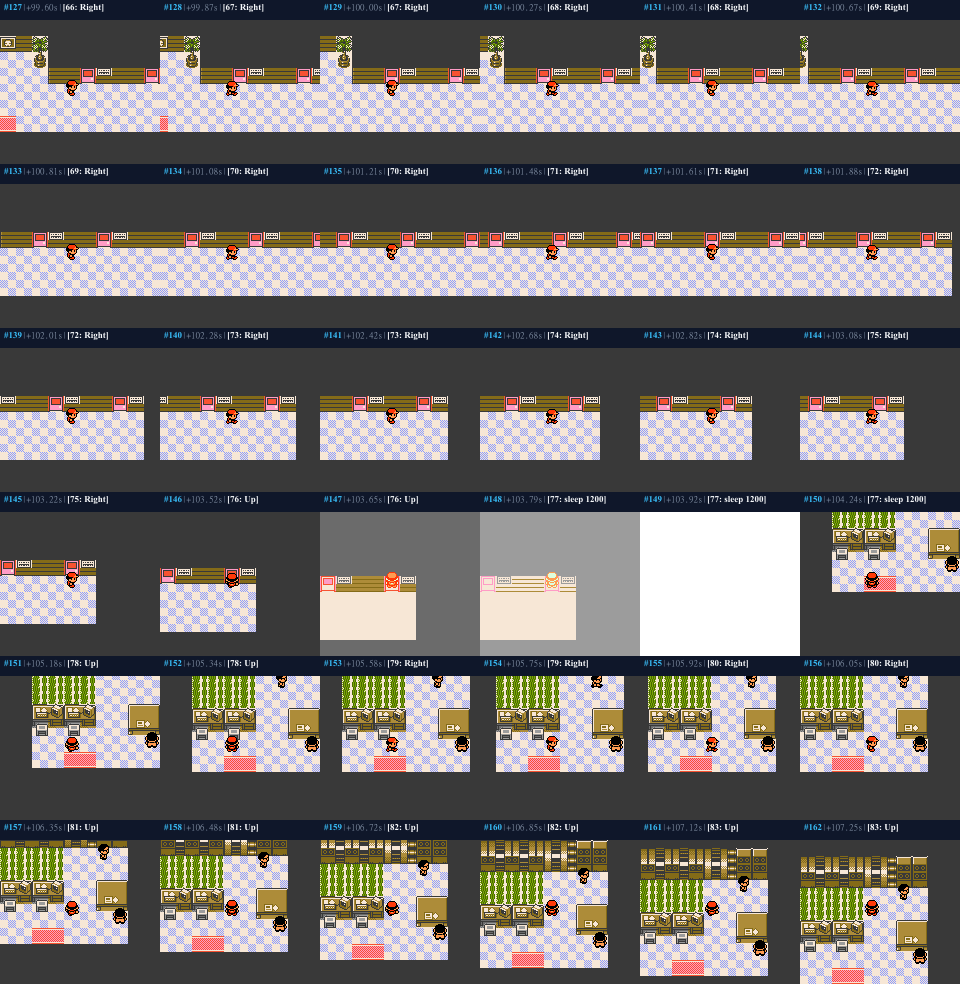 #127|+99.60s| [66: Right]
#128|+99.87s| [67: Right]
#129|+100.00s| [67: Right]
#130|+100.27s| [68: Right]
#131|+100.41s| [68: Right]
#132|+100.67s| [69: Right]
#133|+100.81s| [69: Right]
#134|+101.08s| [70: Right]
#135|+101.21s| [70: Right]
#136|+101.48s| [71: Right]
#137|+101.61s| [71: Right]
#138|+101.88s| [72: Right]
#139|+102.01s| [72: Right]
#140|+102.28s| [73: Right]
#141|+102.42s| [73: Right]
#142|+102.68s| [74: Right]
#143|+102.82s| [74: Right]
#144|+103.08s| [75: Right]
#145|+103.22s| [75: Right]
#146|+103.52s| [76: Up]
#147|+103.65s| [76: Up]
#148|+103.79s| [77: sleep 1200]
#149|+103.92s| [77: sleep 1200]
#150|+104.24s| [77: sleep 1200]
#151|+105.18s| [78: Up]
#152|+105.34s| [78: Up]
#153|+105.58s| [79: Right]
#154|+105.75s| [79: Right]
#155|+105.92s| [80: Right]
#156|+106.05s| [80: Right]
#157|+106.35s| [81: Up]
#158|+106.48s| [81: Up]
#159|+106.72s| [82: Up]
#160|+106.85s| [82: Up]
#161|+107.12s| [83: Up]
#162|+107.25s| [83: Up]